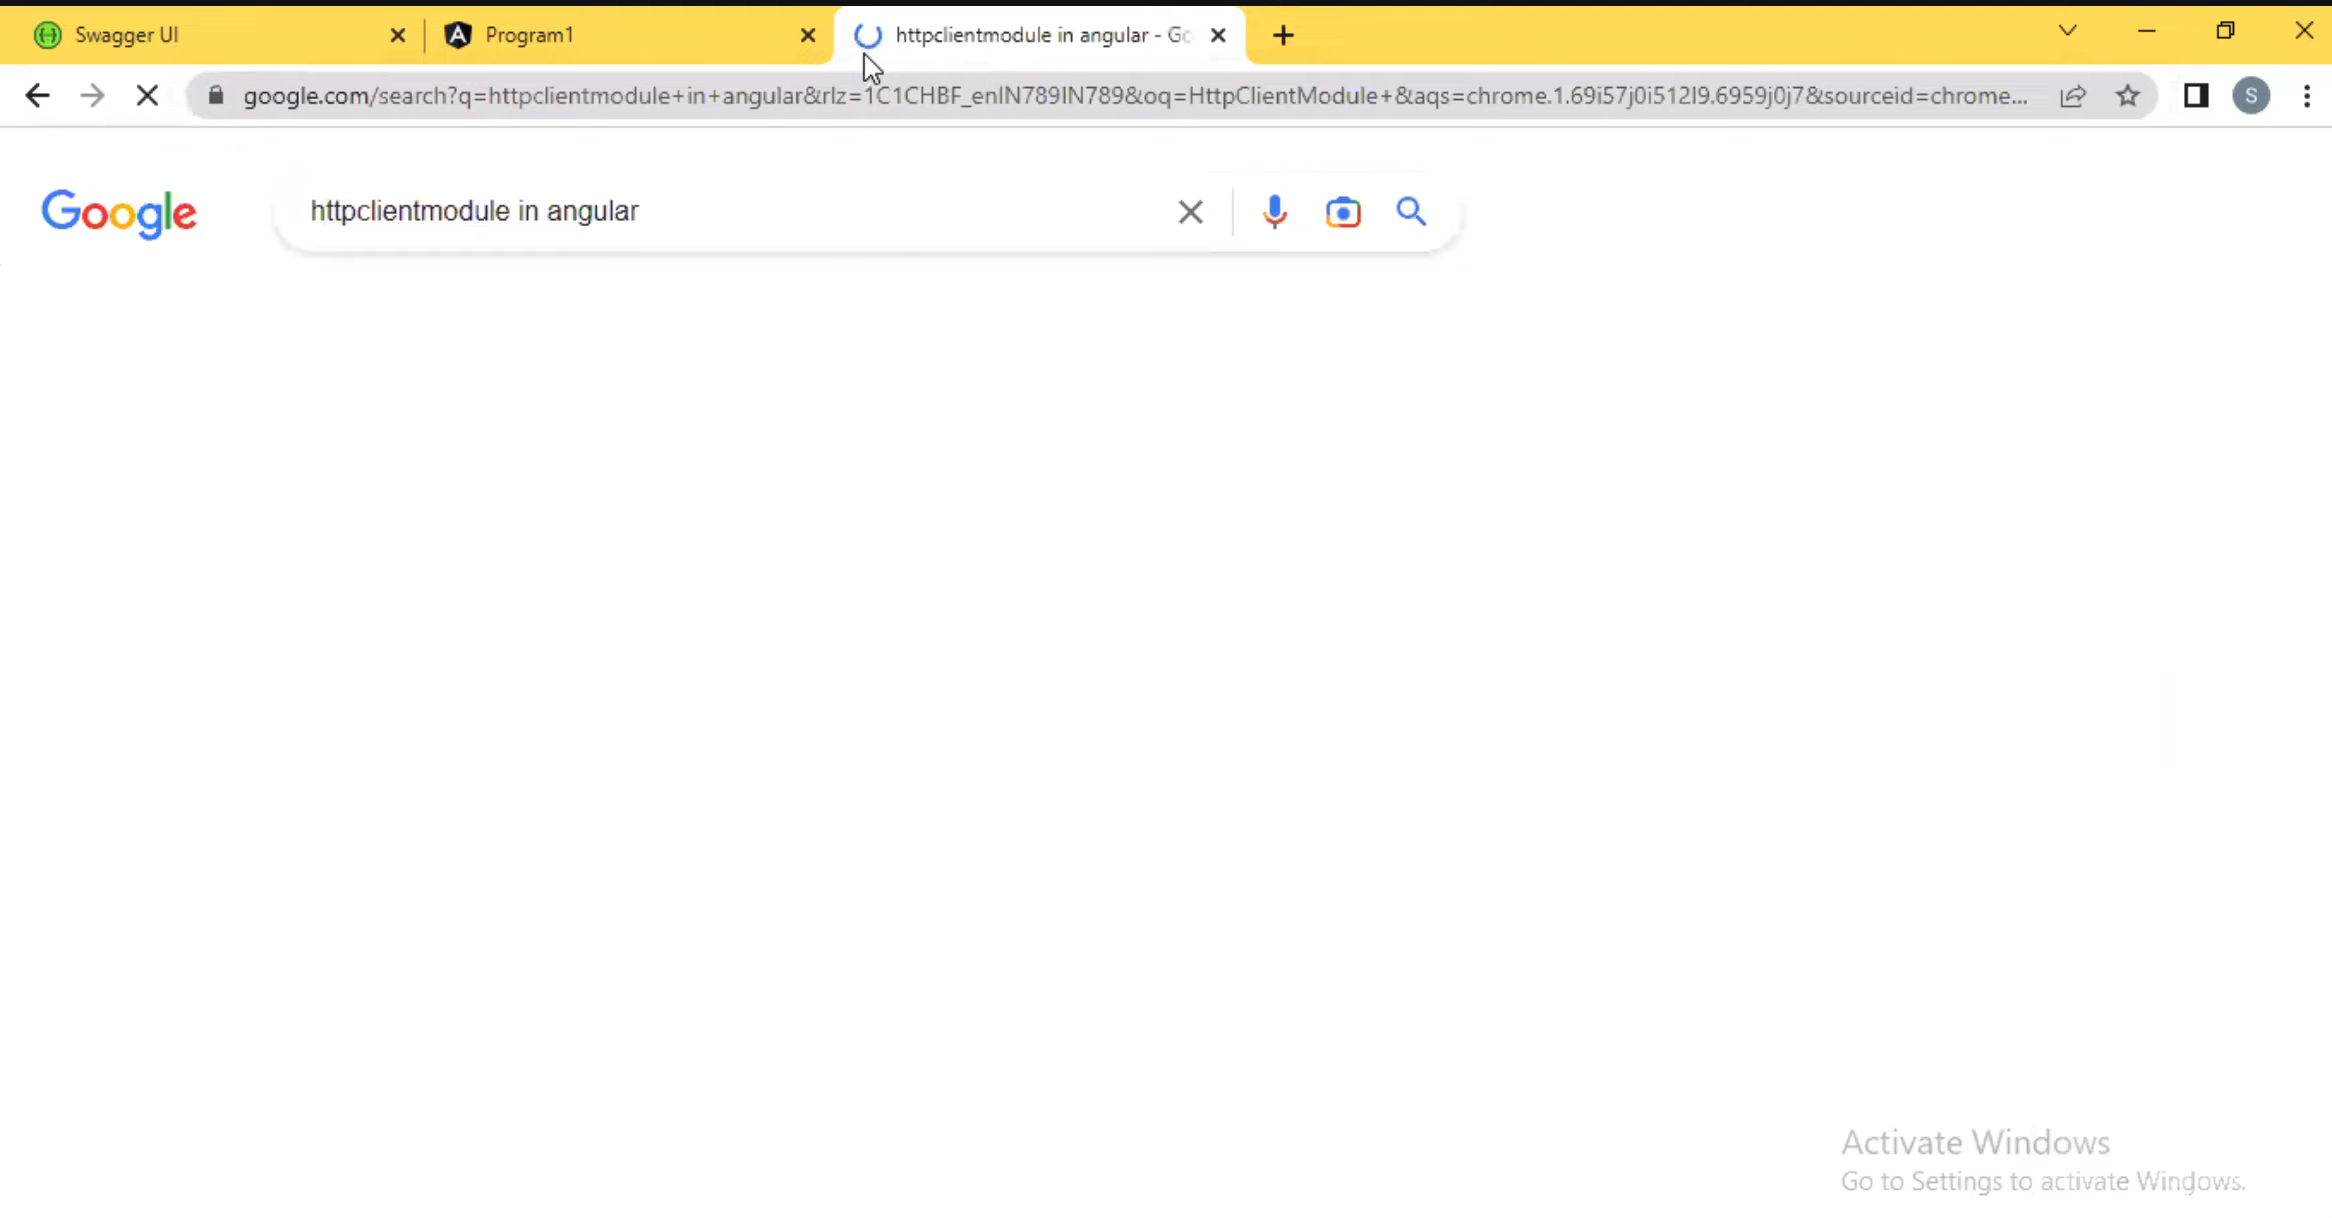 Swagger UI
Program1
httpclientmodule in angular - Go
google.com/search?q=httpclientmodule+in+angular&rlz=1C1CHBF_enIN789IN789&oq=HttpClientModule+&aqs=chrome.1.69i57j0i512l9.6959j0j7&sourceid=chrome...
S
Google
httpclientmodule in angular
Activate Windows
Go to Settings to activate Windows.